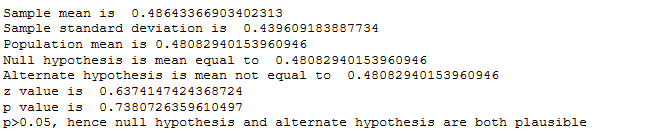 Sample mean is  0.48643366903402313
Sample standard deviation is  0.439609183887734
Population mean is 0.48082940153960946
Null hypothesis is mean equal to  0.48082940153960946
Alternate hypothesis is mean not equal to  0.48082940153960946
z value is  0.6374147424368724
p value is  0.7380726359610497
p>0.05, hence null hypothesis and alternate hypothesis are both plausible